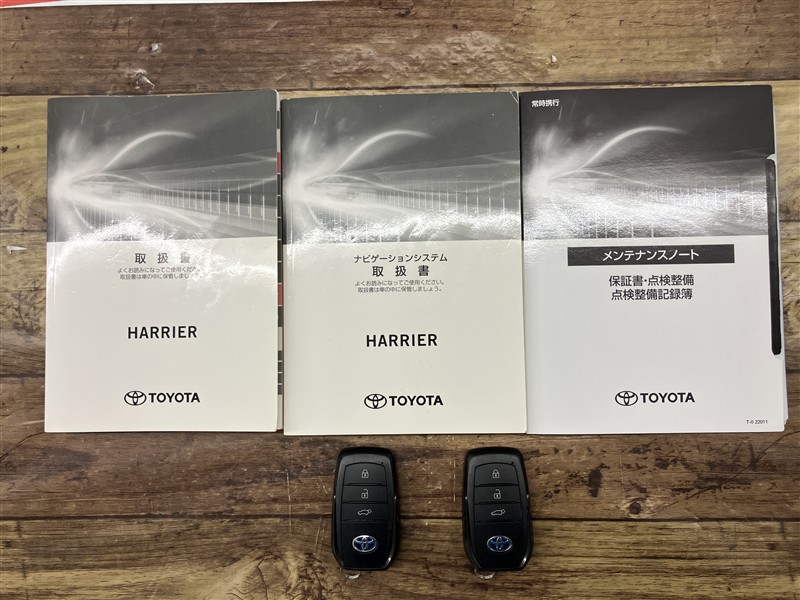 取扱書
よくお読みになってご使用ください。
取扱書は車の中に保管しましょう。
HARRIER
TOYOTA
ナビゲーションシステム
取扱書
よくお読みになってご使用ください。
取扱書は車の中に保管しましょう。
HARRIER
TOYOTA
常時携行
メンテナンスノート
保証書・点検整備
点検整備記録簿
TOYOTA